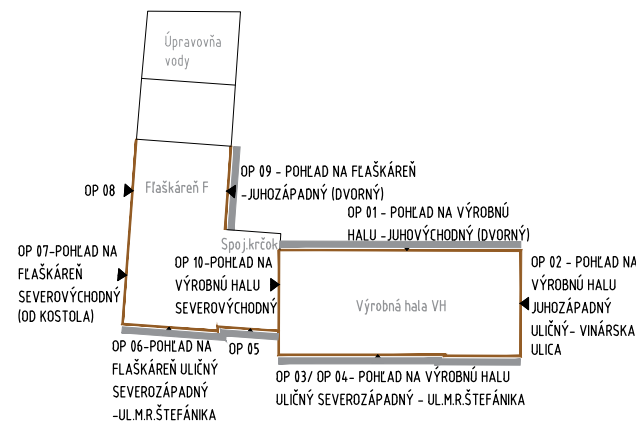 Úpravovňa
vody
OP 09 - POHĽAD NA FĽAŠKÁREŇ
-JUHOZÁPADNÝ (DVORNÝ)
OP 08
Fľaškáreň F
OP 01 - POHĽAD NA VÝROBNÚ
HALU -JUHOVÝCHODNÝ (DVORNÝ)
Spoj.krčok
OP 07-POHĽAD NA
FĽAŠKÁREŇ
SEVEROVÝCHODNÝ
(OD KOSTOLA)
OP 10-POHĽAD NA
VÝROBNÚ HALU
SEVEROVÝCHODNÝ
Výrobná hala VH
OP 02 - POHĽAD NA
VÝROBNÚ HALU
JUHOZÁPADNÝ
ULIČNÝ- VINÁRSKA
ULICA
OP 06-POHĽAD NA
FLAŠKÁREŇ ULIČNÝ
SEVEROZÁPADNÝ
-UL.M.R.ŠTEFÁNIKA
OP 05
OP 03/ OP 04- POHĽAD NA VÝROBNÚ HALU
ULIČNÝ SEVEROZÁPADNÝ - UL.M.R.ŠTEFÁNIKA